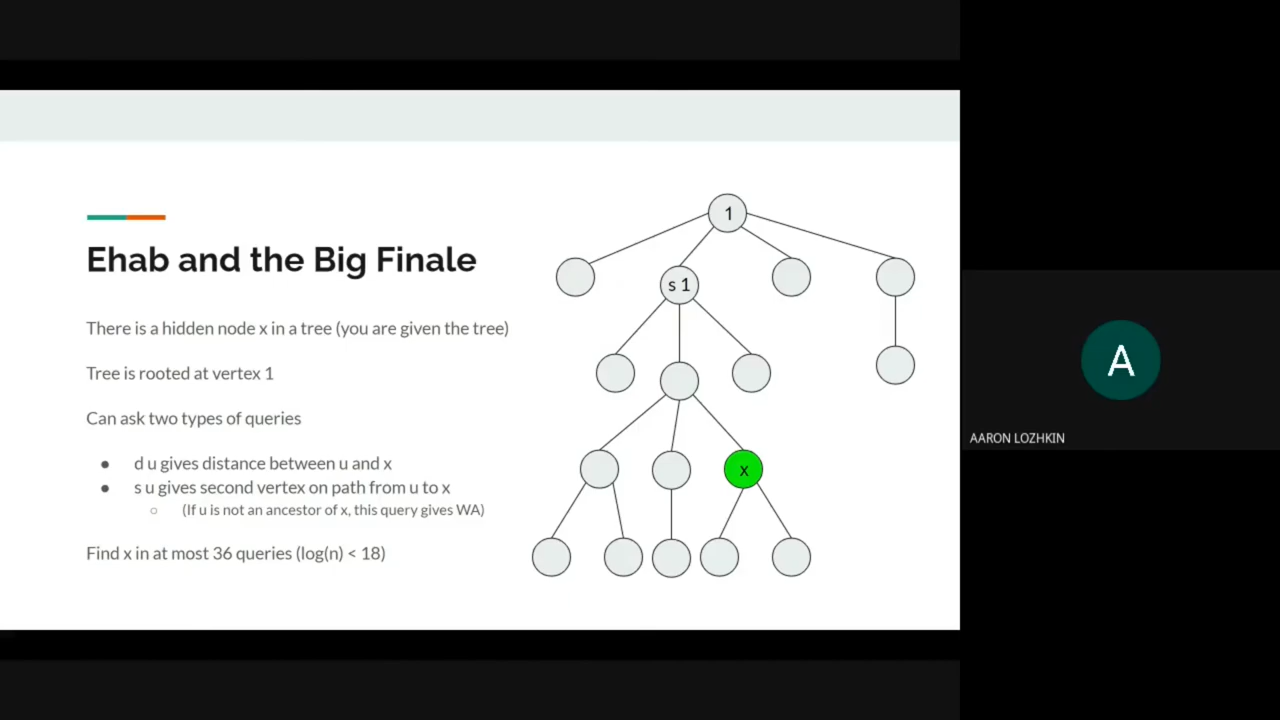 Ehab and the Big Finale
There is a hidden node x in a tree (you are given the tree)
Tree is rooted at vertex 1
Can ask two types of queries
● d u gives distance between u and x
● s u gives second vertex on path from u to x
○ (If u is not an ancestor of x, this query gives WA)
Find x in at most 36 queries (log(n) < 18)
1
s 1
x
A
AARON LOZHKIN